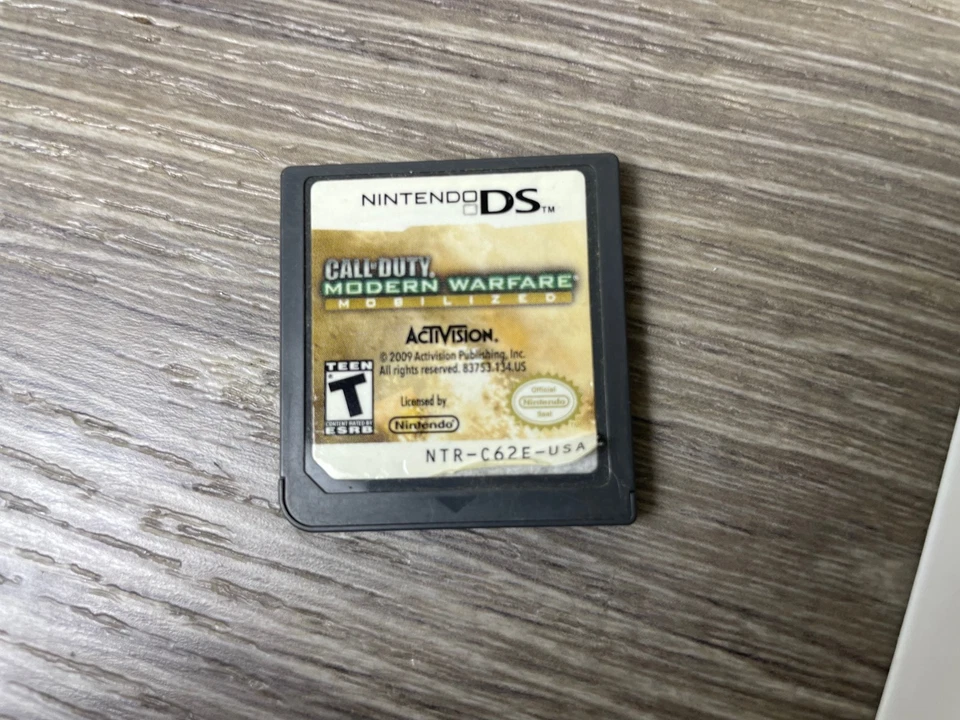 NINTENDO DS™
CALL OF DUTY®
MODERN WARFARE®
MOBILIZED
ACTIVISION®
© 2009 Activision Publishing, Inc.
All rights reserved. 83753.134.US
TEEN
T
CONTENT RATED BY
ESRB
Licensed by
Nintendo®
Official
Nintendo
Seal
NTR-C62E-USA